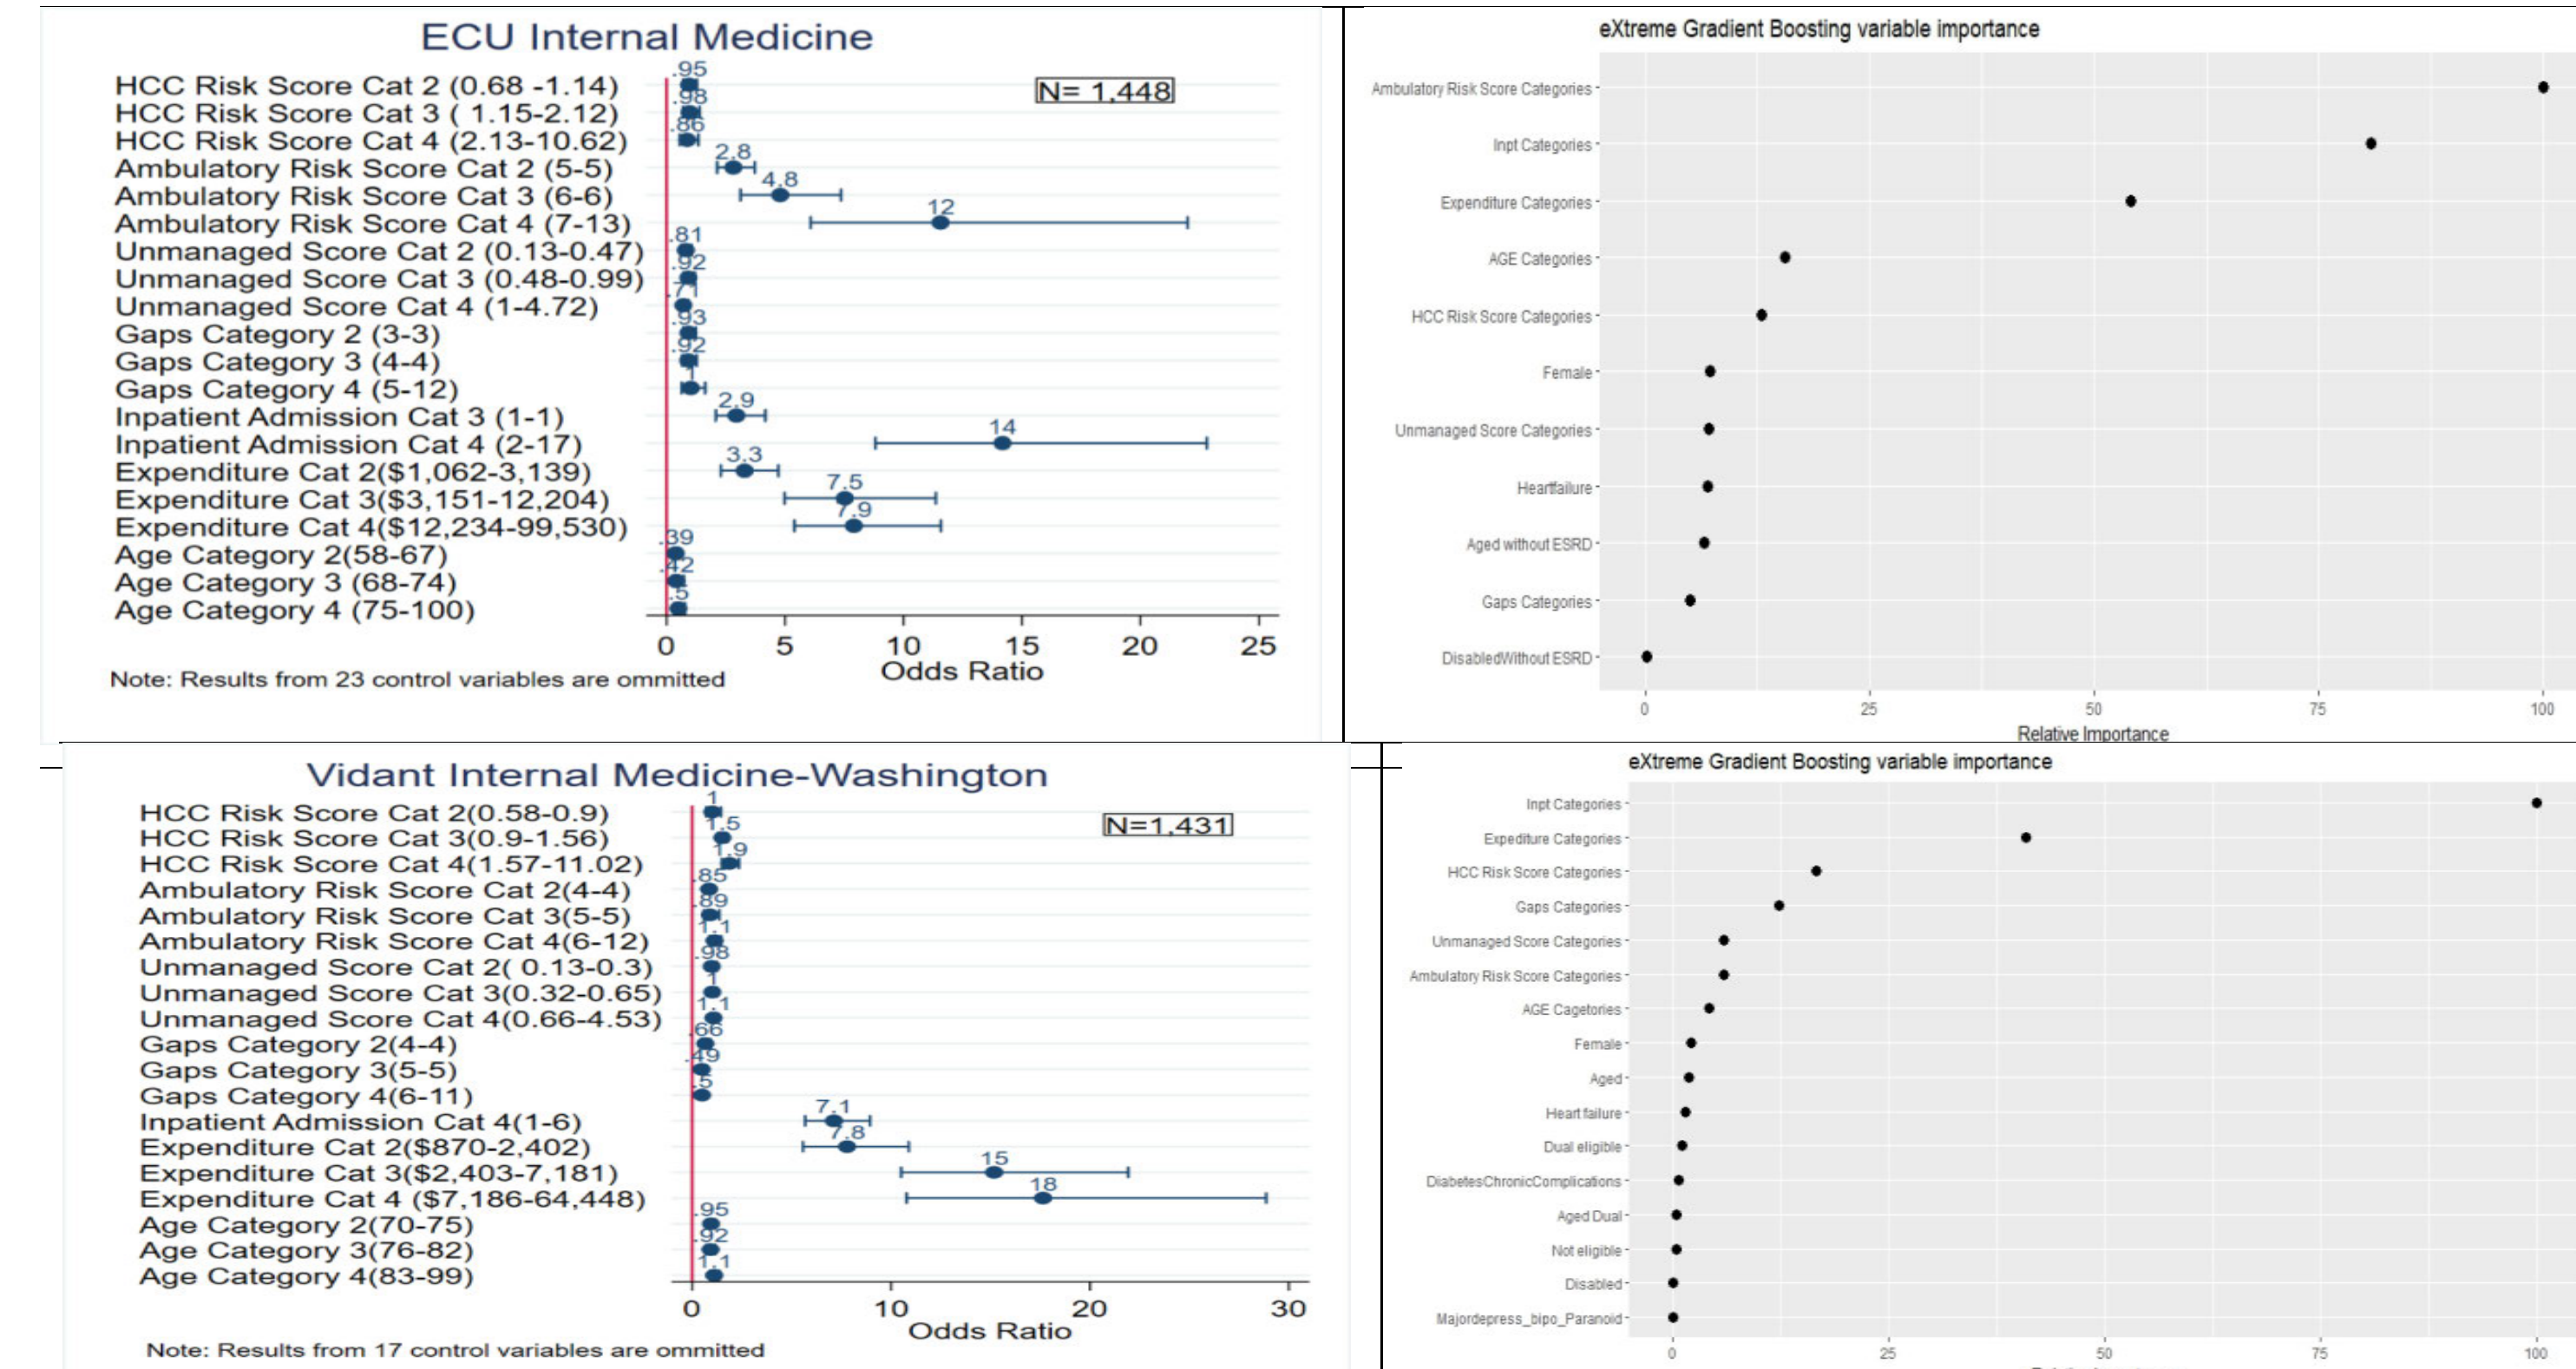 ECU Internal Medicine
N= 1,448
HCC Risk Score Cat 2 (0.68 -1.14)
.95
HCC Risk Score Cat 3 ( 1.15-2.12)
.98
HCC Risk Score Cat 4 (2.13-10.62)
.86
Ambulatory Risk Score Cat 2 (5-5)
2.8
Ambulatory Risk Score Cat 3 (6-6)
4.8
Ambulatory Risk Score Cat 4 (7-13)
12
Unmanaged Score Cat 2 (0.13-0.47)
.81
Unmanaged Score Cat 3 (0.48-0.99)
.92
Unmanaged Score Cat 4 (1-4.72)
.71
Gaps Category 2 (3-3)
.93
Gaps Category 3 (4-4)
.92
Gaps Category 4 (5-12)
1
Inpatient Admission Cat 3 (1-1)
2.9
Inpatient Admission Cat 4 (2-17)
14
Expenditure Cat 2($1,062-3,139)
3.3
Expenditure Cat 3($3,151-12,204)
7.5
Expenditure Cat 4($12,234-99,530)
7.9
Age Category 2(58-67)
.39
Age Category 3 (68-74)
.42
Age Category 4 (75-100)
.5
0 5 10 15 20 25
Odds Ratio
Note: Results from 23 control variables are ommitted
eXtreme Gradient Boosting variable importance
Ambulatory Risk Score Categories
Inpt Categories
Expenditure Categories
AGE Categories
HCC Risk Score Categories
Female
Unmanaged Score Categories
Heartfailure
Aged without ESRD
Gaps Categories
DisabledWithout ESRD
0 25 50 75 100
Relative Importance
Vidant Internal Medicine-Washington
N=1,431
HCC Risk Score Cat 2(0.58-0.9)
1
HCC Risk Score Cat 3(0.9-1.56)
1.5
HCC Risk Score Cat 4(1.57-11.02)
1.9
Ambulatory Risk Score Cat 2(4-4)
.85
Ambulatory Risk Score Cat 3(5-5)
.89
Ambulatory Risk Score Cat 4(6-12)
1.1
Unmanaged Score Cat 2( 0.13-0.3)
.98
Unmanaged Score Cat 3(0.32-0.65)
1
Unmanaged Score Cat 4(0.66-4.53)
1.1
Gaps Category 2(4-4)
.66
Gaps Category 3(5-5)
.49
Gaps Category 4(6-11)
.5
Inpatient Admission Cat 4(1-6)
7.1
Expenditure Cat 2($870-2,402)
7.8
Expenditure Cat 3($2,403-7,181)
15
Expenditure Cat 4 ($7,186-64,448)
18
Age Category 2(70-75)
.95
Age Category 3(76-82)
.92
Age Category 4(83-99)
1.1
0 10 20 30
Odds Ratio
Note: Results from 17 control variables are ommitted
eXtreme Gradient Boosting variable importance
Inpt Categories
Expediture Categories
HCC Risk Score Categories
Gaps Categories
Unmanaged Score Categories
Ambulatory Risk Score Categories
AGE Cagetories
Female
Aged
Heart failure
Dual eligible
DiabetesChronicComplications
Aged Dual
Not eligible
Disabled
Majordepress_bipo_Paranoid
0 25 50 75 100